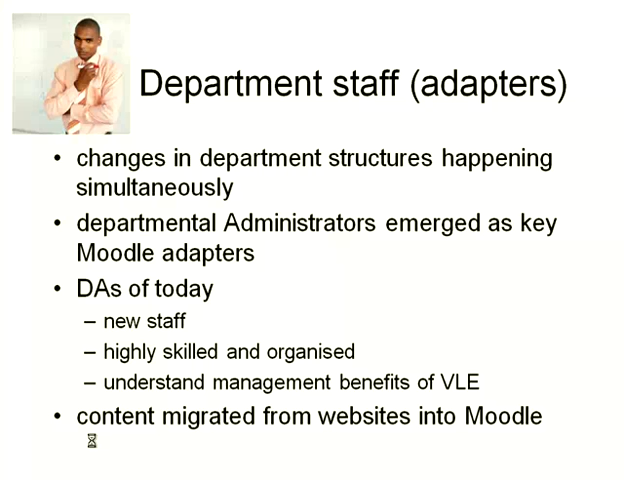 Department staff (adapters)
• changes in department structures happening
simultaneously
• departmental Administrators emerged as key
Moodle adapters
• DAs of today
– new staff
– highly skilled and organised
– understand management benefits of VLE
• content migrated from websites into Moodle